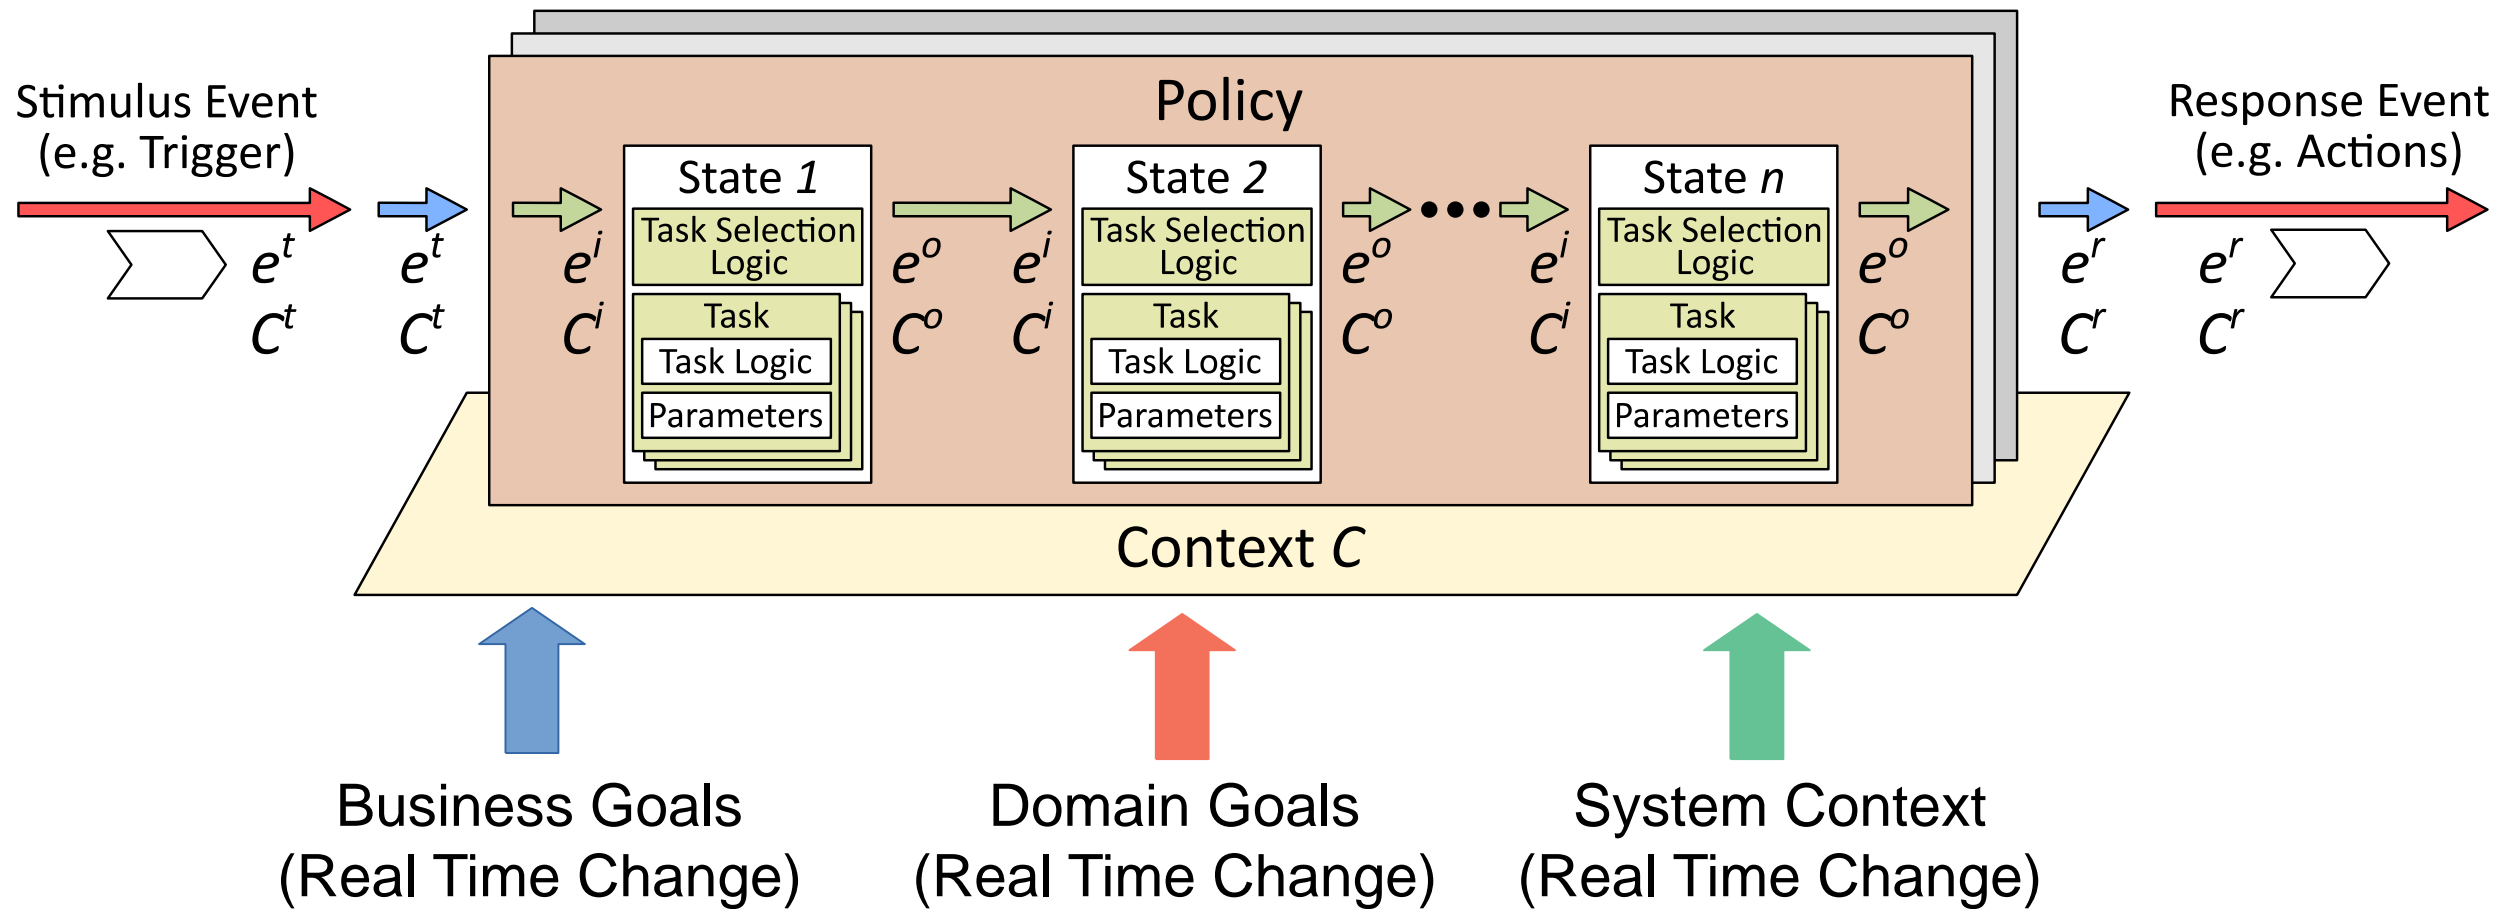 Policy
Stimulus Event
(e.g. Trigger)
Response Event
(e.g. Actions)
State 1
Task Selection
Logic
Task
Task Logic
Parameters
State 2
Task Selection
Logic
Task
Task Logic
Parameters
State n
Task Selection
Logic
Task
Task Logic
Parameters
e^t
C^t
e^t
C^t
e^i
C^i
e^o
C^o
e^i
C^i
e^o
C^o
e^i
C^i
e^o
C^o
e^r
C^r
e^r
C^r
Context C
Business Goals
(Real Time Change)
Domain Goals
(Real Time Change)
System Context
(Real Time Change)